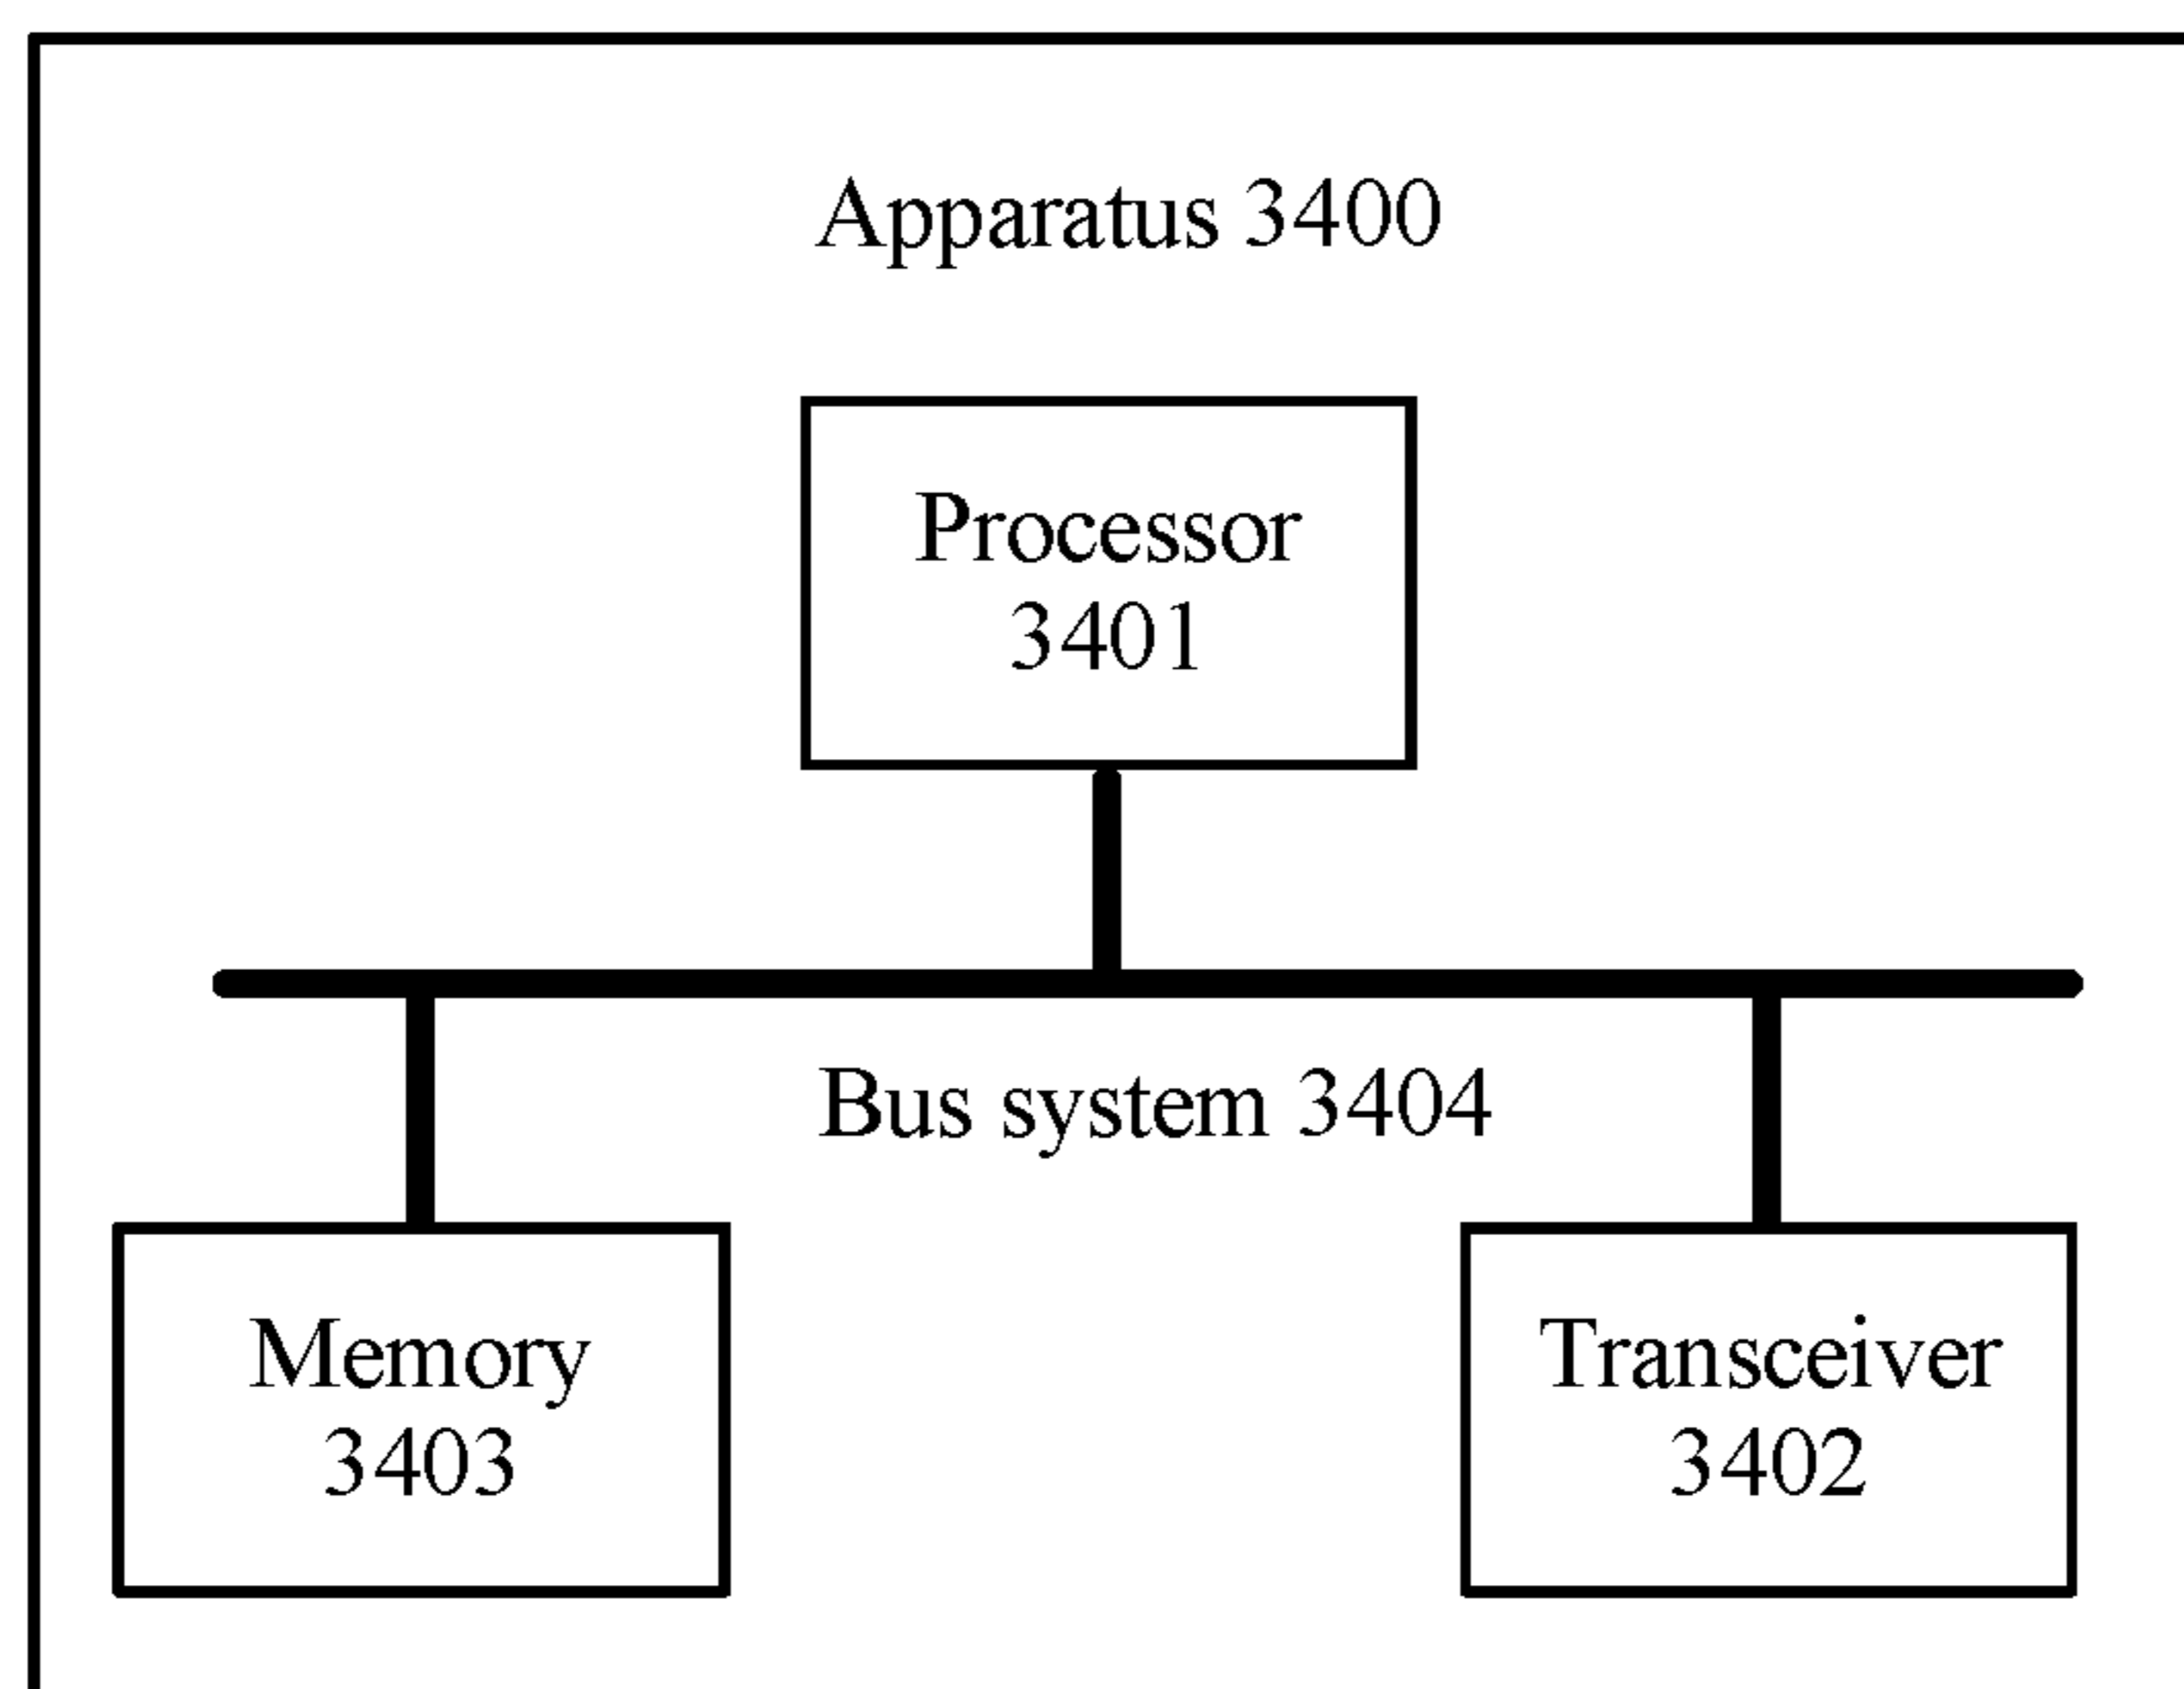 Apparatus 3400
Processor
3401
Bus system 3404
Memory
3403
Transceiver
3402